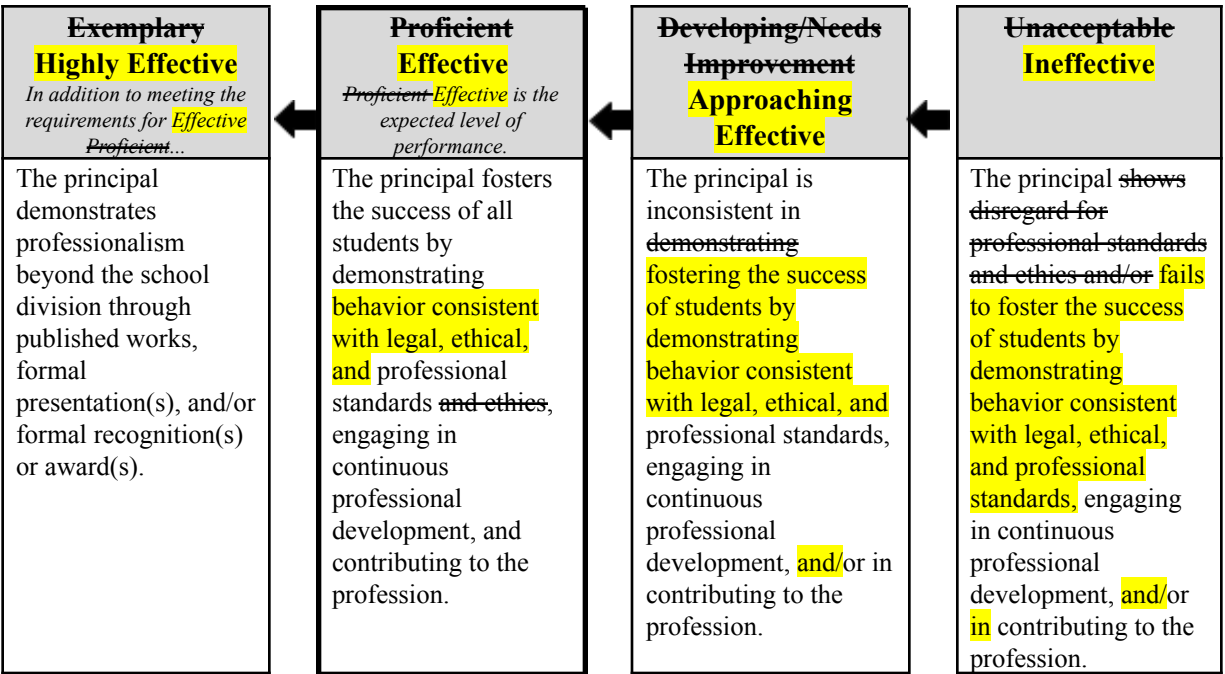 Exemplary
Highly Effective
In addition to meeting the
requirements for Effective
Proficient...
The principal
demonstrates
professionalism
beyond the school
division through
published works,
formal
presentation(s), and/or
formal recognition(s)
or award(s).
Proficient
Effective
Proficient Effective is the
expected level of
performance.
The principal fosters
the success of all
students by
demonstrating
behavior consistent
with legal, ethical,
and professional
standards and ethics,
engaging in
continuous
professional
development, and
contributing to the
profession.
Developing/Needs
Improvement
Approaching
Effective
The principal is
inconsistent in
demonstrating
fostering the success
of students by
demonstrating
behavior consistent
with legal, ethical, and
professional standards,
engaging in
continuous
professional
development, and/or in
contributing to the
profession.
Unacceptable
Ineffective
The principal shows
disregard for
professional standards
and ethics and/or fails
to foster the success
of students by
demonstrating
behavior consistent
with legal, ethical,
and professional
standards, engaging
in continuous
professional
development, and/or
in contributing to the
profession.